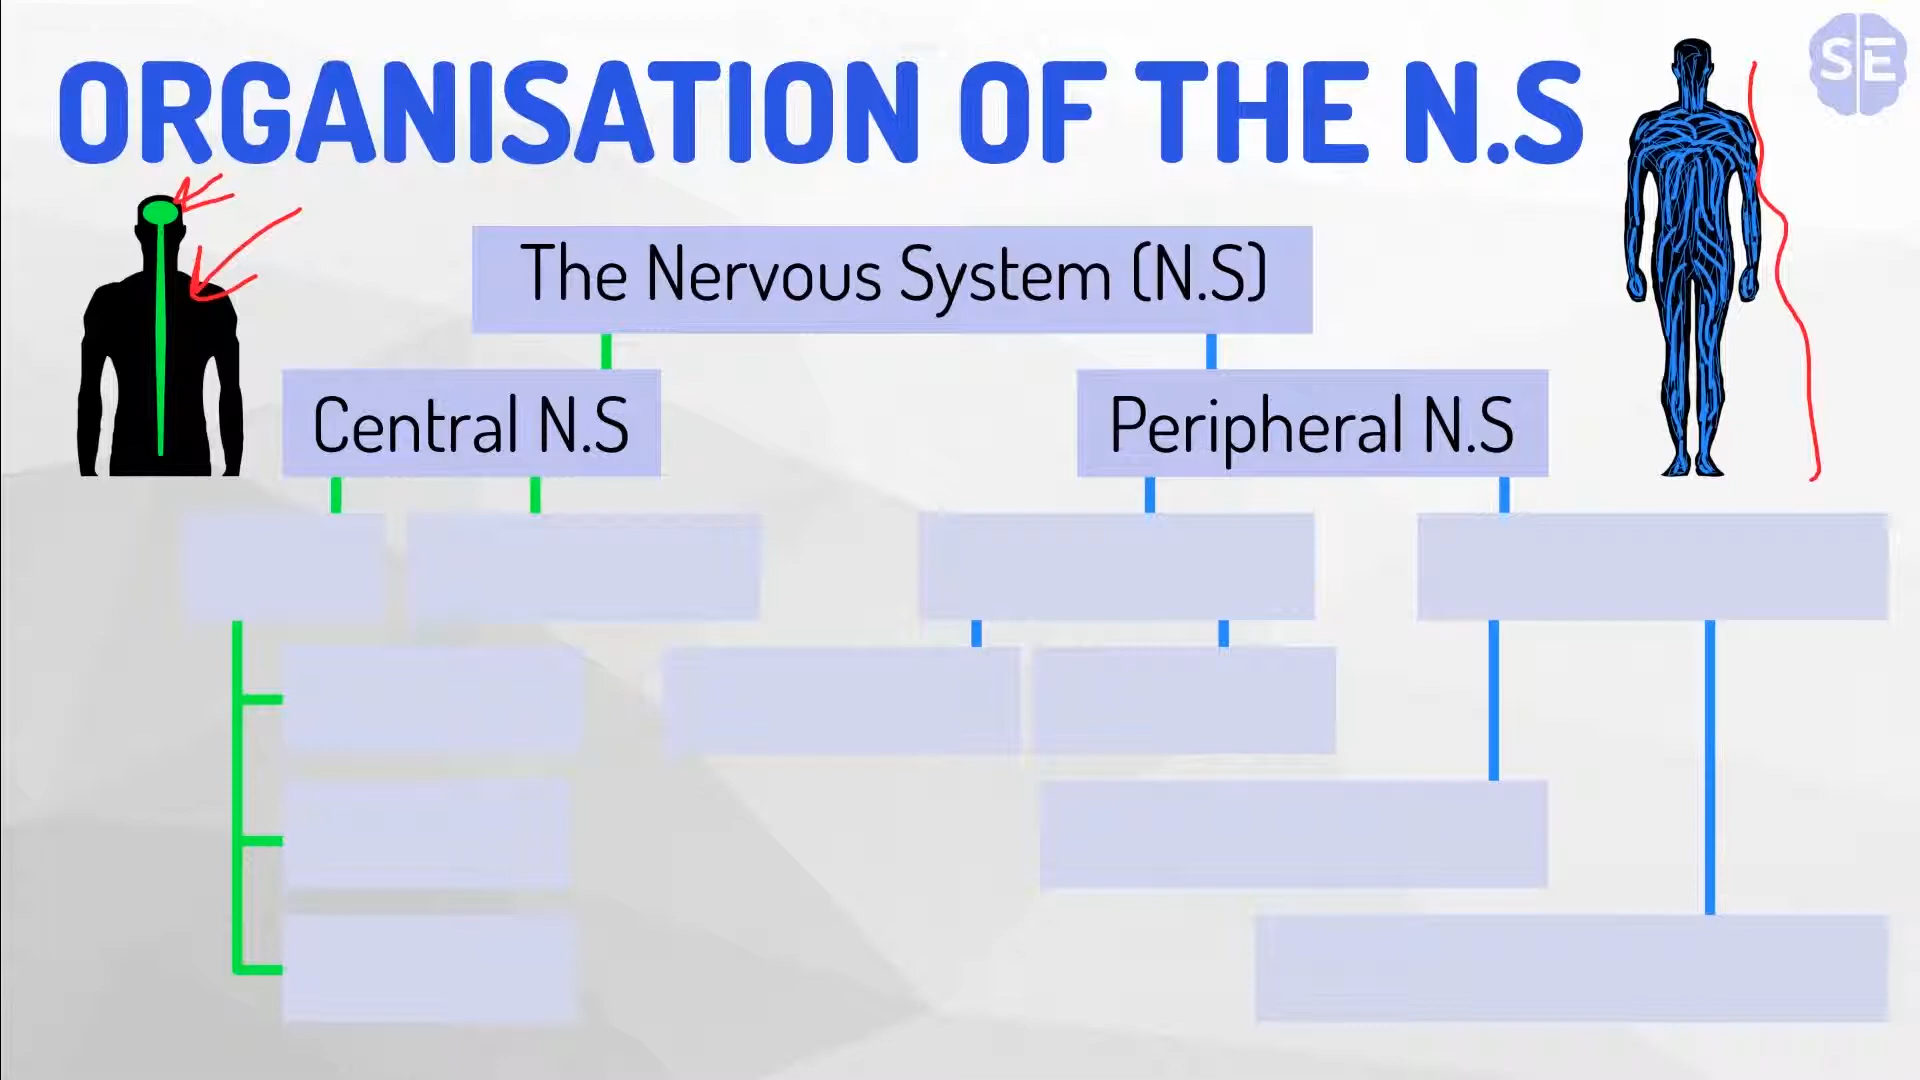 SE
ORGANISATION OF THE N.S
The Nervous System (N.S)
Central N.S
Peripheral N.S